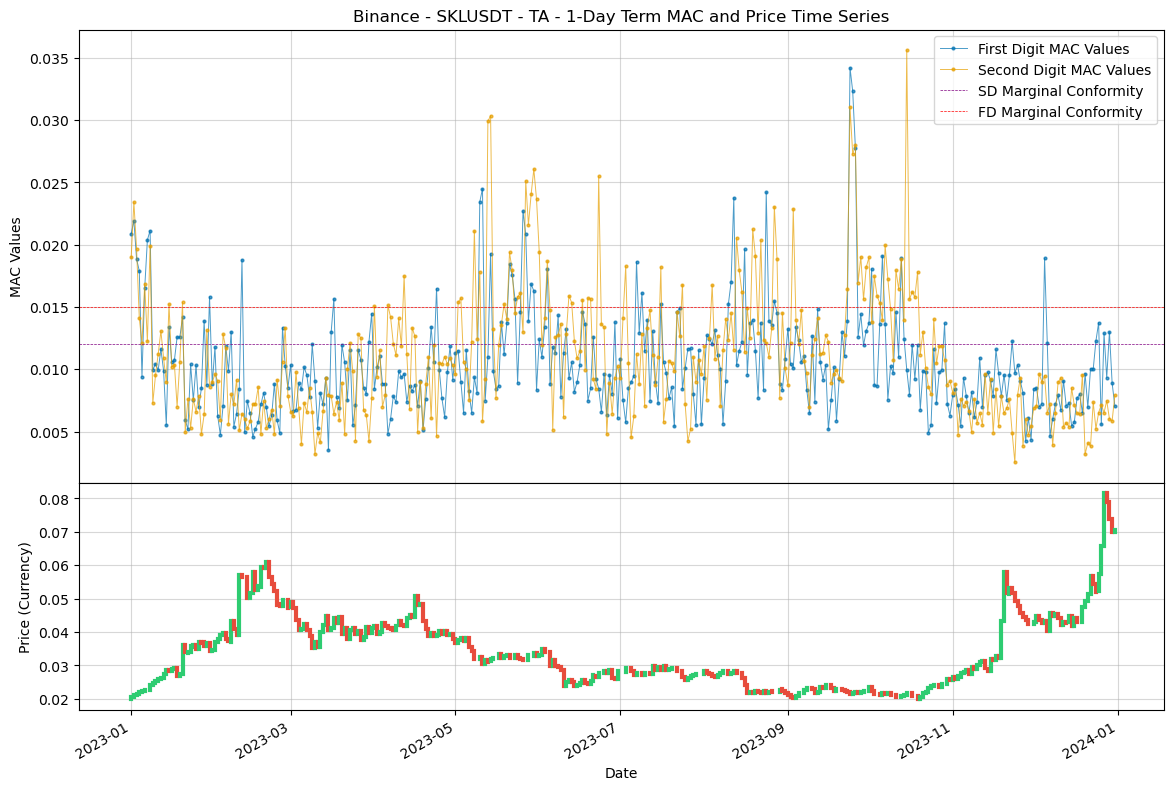 Binance - SKLUSDT - TA - 1-Day Term MAC and Price Time Series
First Digit MAC Values
Second Digit MAC Values
SD Marginal Conformity
FD Marginal Conformity
MAC Values
0.035
0.030
0.025
0.020
0.015
0.010
0.005
Price (Currency)
0.08
0.07
0.06
0.05
0.04
0.03
0.02
2023-01
2023-03
2023-05
2023-07
2023-09
2023-11
2024-01
Date